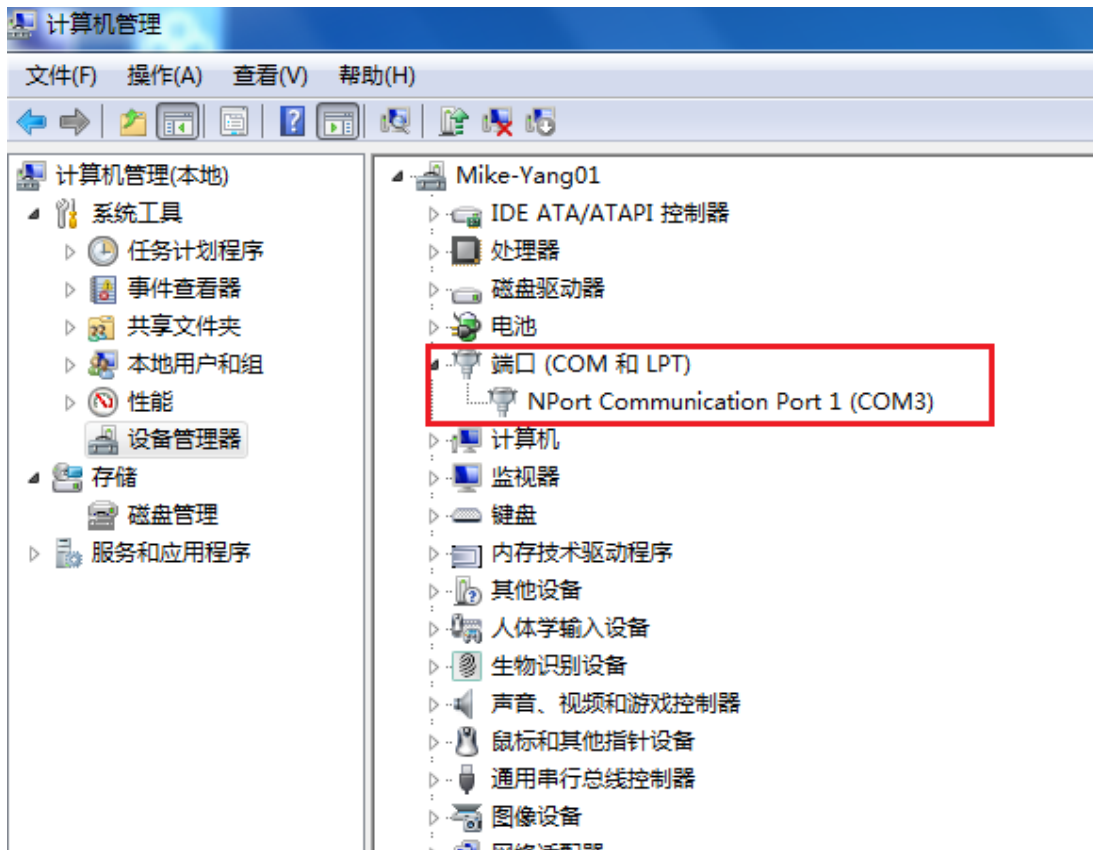 计算机管理
文件(F) 操作(A) 查看(V) 帮助(H)
计算机管理(本地)
系统工具
任务计划程序
事件查看器
共享文件夹
本地用户和组
性能
设备管理器
存储
磁盘管理
服务和应用程序
Mike-Yang01
IDE ATA/ATAPI 控制器
处理器
磁盘驱动器
电池
端口 (COM 和 LPT)
NPort Communication Port 1 (COM3)
计算机
监视器
键盘
内存技术驱动程序
其他设备
人体学输入设备
生物识别设备
声音、视频和游戏控制器
鼠标和其他指针设备
通用串行总线控制器
图像设备
网络适配器